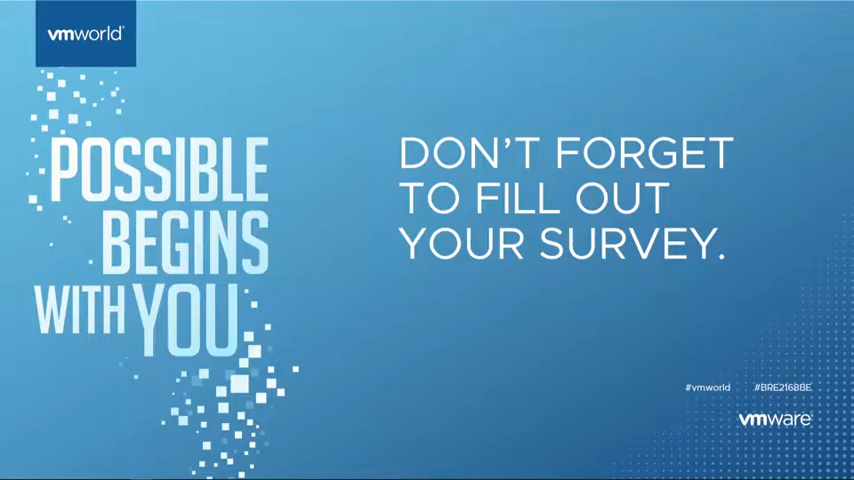 vmworld
POSSIBLE
BEGINS
WITH YOU
DON'T FORGET
TO FILL OUT
YOUR SURVEY.
#vmworld #BRE2168BE
vmware